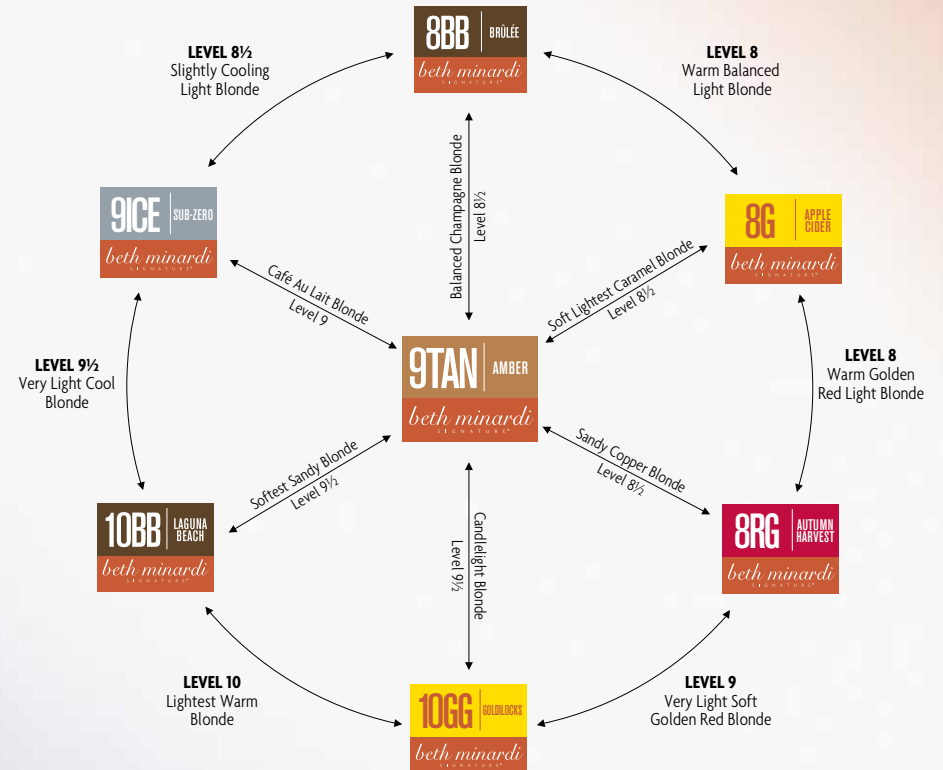 8BB
BRÛLÉE
beth minardi
SIGNATURE®
LEVEL 8½
Slightly Cooling
Light Blonde
LEVEL 8
Warm Balanced
Light Blonde
Balanced Champagne Blonde
Level 8½
9ICE
SUB-ZERO
beth minardi
SIGNATURE®
8G
APPLE
CIDER
beth minardi
SIGNATURE®
Café Au Lait Blonde
Level 9
Soft Lightest Caramel Blonde
Level 8½
9TAN
AMBER
beth minardi
SIGNATURE®
LEVEL 9½
Very Light Cool
Blonde
LEVEL 8
Warm Golden
Red Light Blonde
Softest Sandy Blonde
Level 9½
Sandy Copper Blonde
Level 8½
10BB
LAGUNA
BEACH
beth minardi
SIGNATURE®
Candlelight Blonde
Level 9½
8RG
AUTUMN
HARVEST
beth minardi
SIGNATURE®
LEVEL 10
Lightest Warm
Blonde
10GG
GOLDILOCKS
beth minardi
SIGNATURE®
LEVEL 9
Very Light Soft
Golden Red Blonde